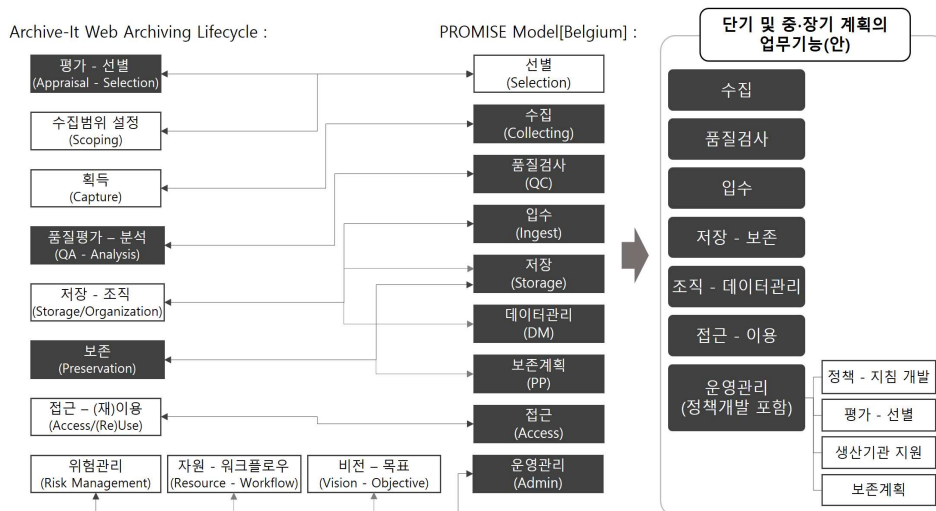 Archive-It Web Archiving Lifecycle :
평가 - 선별
(Appraisal - Selection)
수집범위 설정
(Scoping)
획득
(Capture)
품질평가 – 분석
(QA - Analysis)
저장 - 조직
(Storage/Organization)
보존
(Preservation)
접근 – (재)이용
(Access/(Re)Use)
위험관리
(Risk Management)
자원 - 워크플로우
(Resource - Workflow)
비전 – 목표
(Vision - Objective)
PROMISE Model[Belgium] :
선별
(Selection)
수집
(Collecting)
품질검사
(QC)
입수
(Ingest)
저장
(Storage)
데이터관리
(DM)
보존계획
(PP)
접근
(Access)
운영관리
(Admin)
단기 및 중·장기 계획의
업무기능(안)
수집
품질검사
입수
저장 - 보존
조직 - 데이터관리
접근 - 이용
운영관리
(정책개발 포함)
정책 - 지침 개발
평가 - 선별
생산기관 지원
보존계획